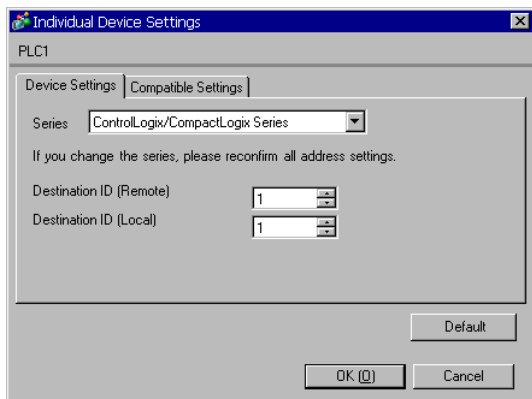 Individual Device Settings
PLC1
Device Settings Compatible Settings
Series ControlLogix/CompactLogix Series
If you change the series, please reconfirm all address settings.
Destination ID (Remote) 1
Destination ID (Local) 1
Default
OK (O) Cancel